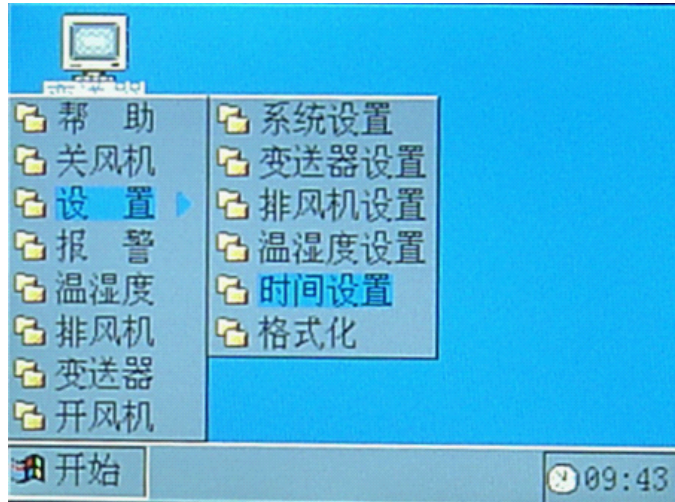 帮 助
关风机
设 置
报 警
温湿度
排风机
变送器
开风机
系统设置
变送器设置
排风机设置
温湿度设置
时间设置
格式化
开始
09:43